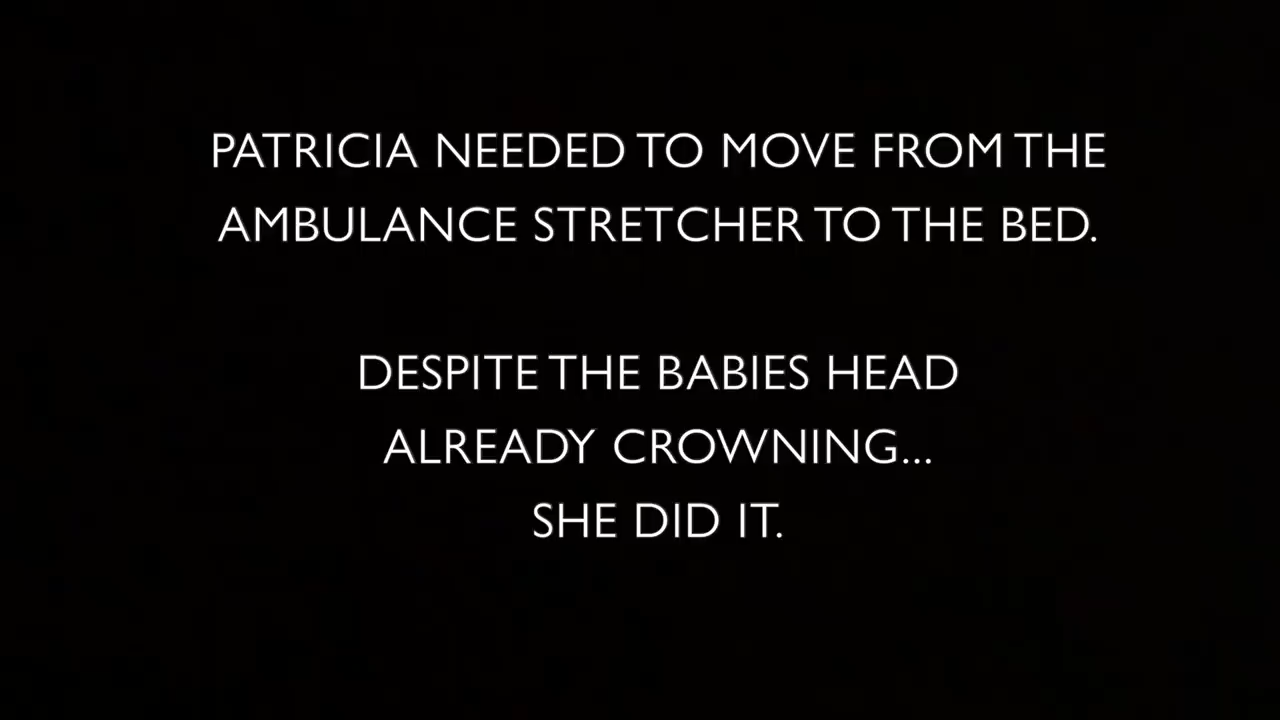 PATRICIA NEEDED TO MOVE FROM THE
AMBULANCE STRETCHER TO THE BED.
DESPITE THE BABIES HEAD
ALREADY CROWNING...
SHE DID IT.